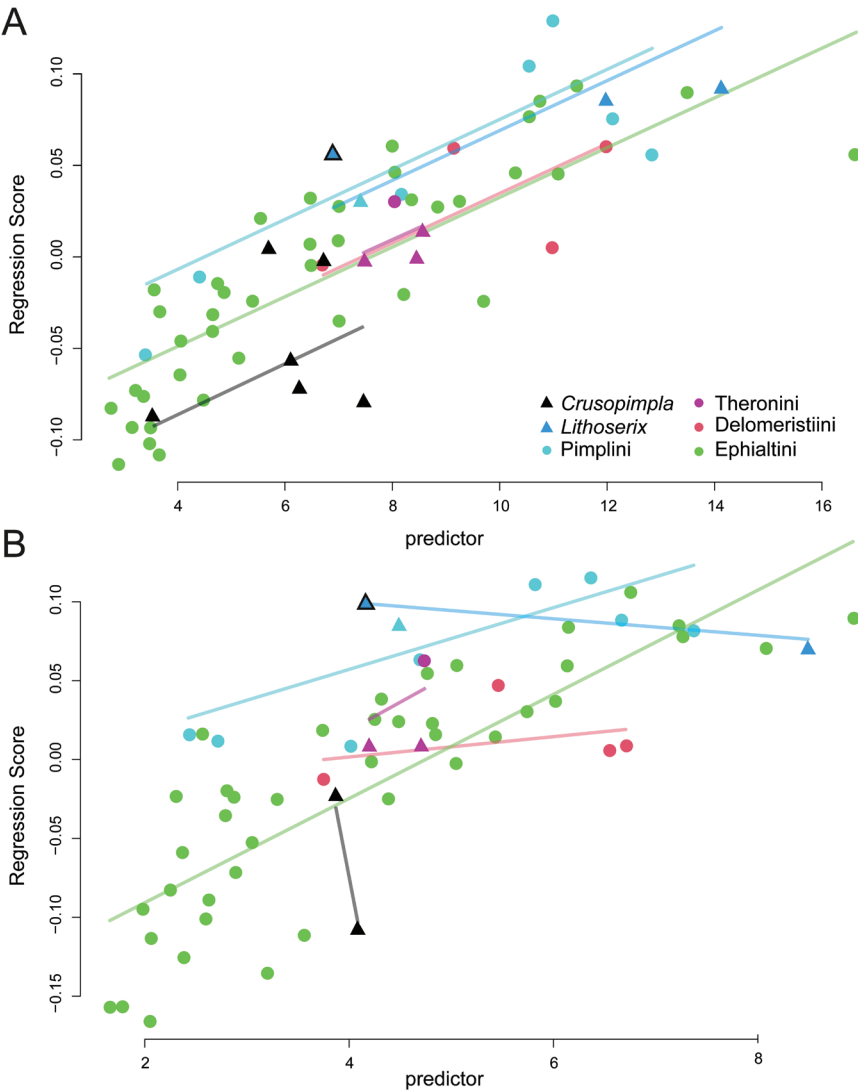 A
0.10
0.05
0.00
−0.05
−0.10
Regression Score
Crusopimpla
Lithoserix
Pimplini
Theronini
Delomeristiini
Ephialtini
4 6 8 10 12 14 16
predictor
B
0.10
0.05
0.00
−0.05
−0.10
−0.15
Regression Score
2 4 6 8
predictor